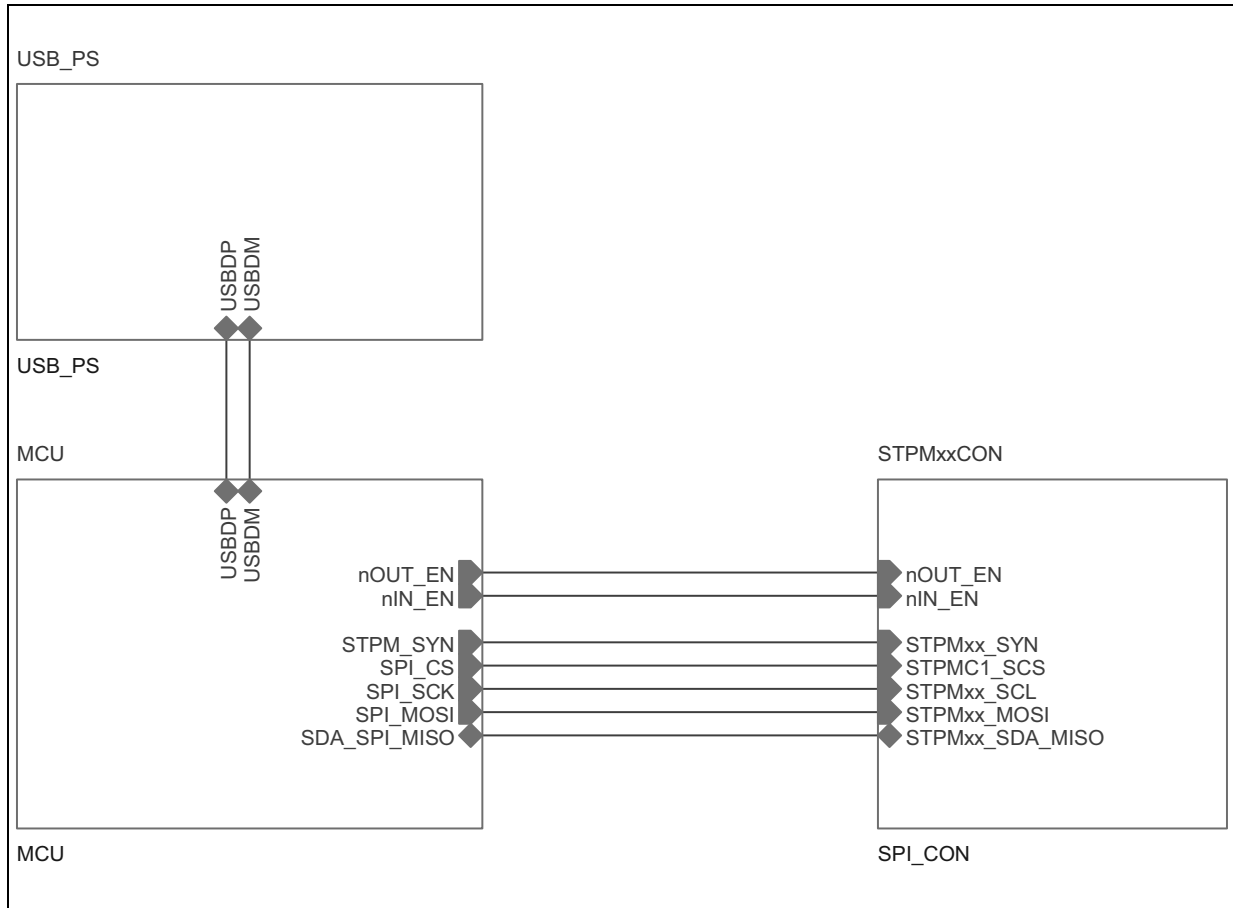 USB_PS
USBDP
USBDM
USB_PS
MCU
STPMxxCON
USBDP
USBDM
nOUT_EN
nOUT_EN
nIN_EN
nIN_EN
STPM_SYN
STPMxx_SYN
SPI_CS
STPMC1_SCS
SPI_SCK
STPMxx_SCL
SPI_MOSI
STPMxx_MOSI
SDA_SPI_MISO
STPMxx_SDA_MISO
MCU
SPI_CON